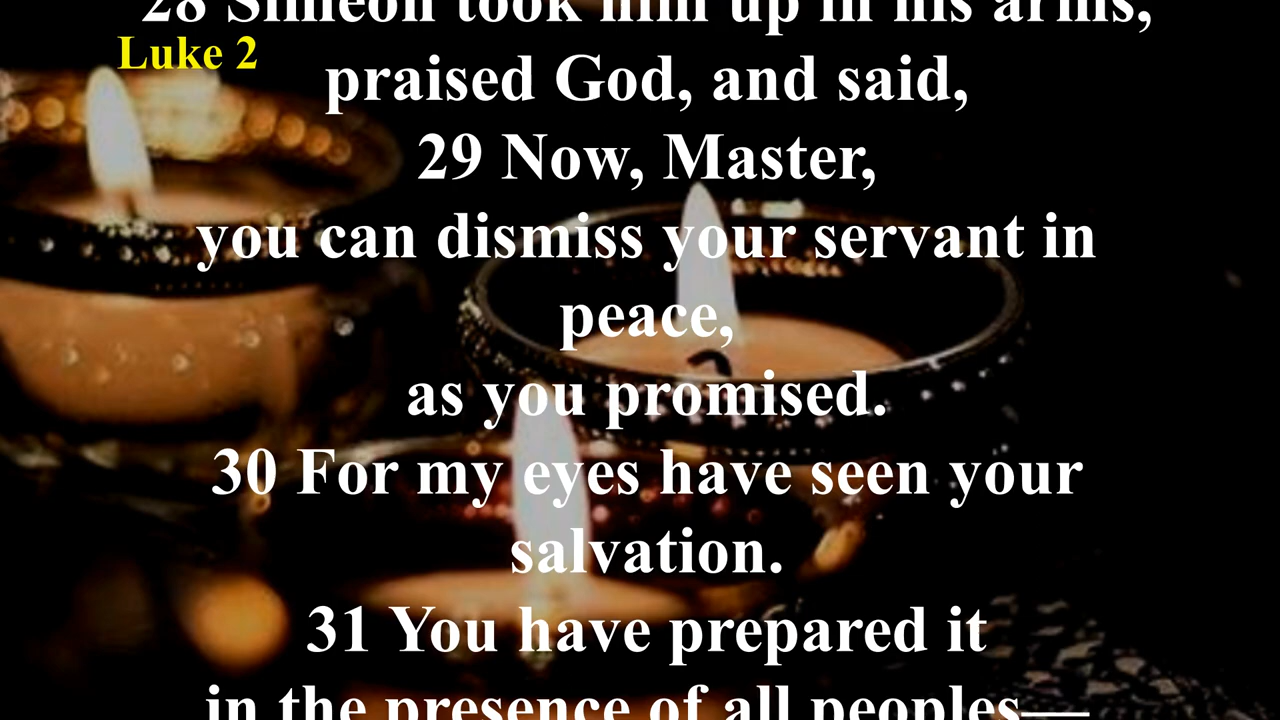 28 Simeon took him up in his arms,
Luke 2
praised God, and said,
29 Now, Master,
you can dismiss your servant in
peace,
as you promised.
30 For my eyes have seen your
salvation.
31 You have prepared it
in the presence of all peoples—